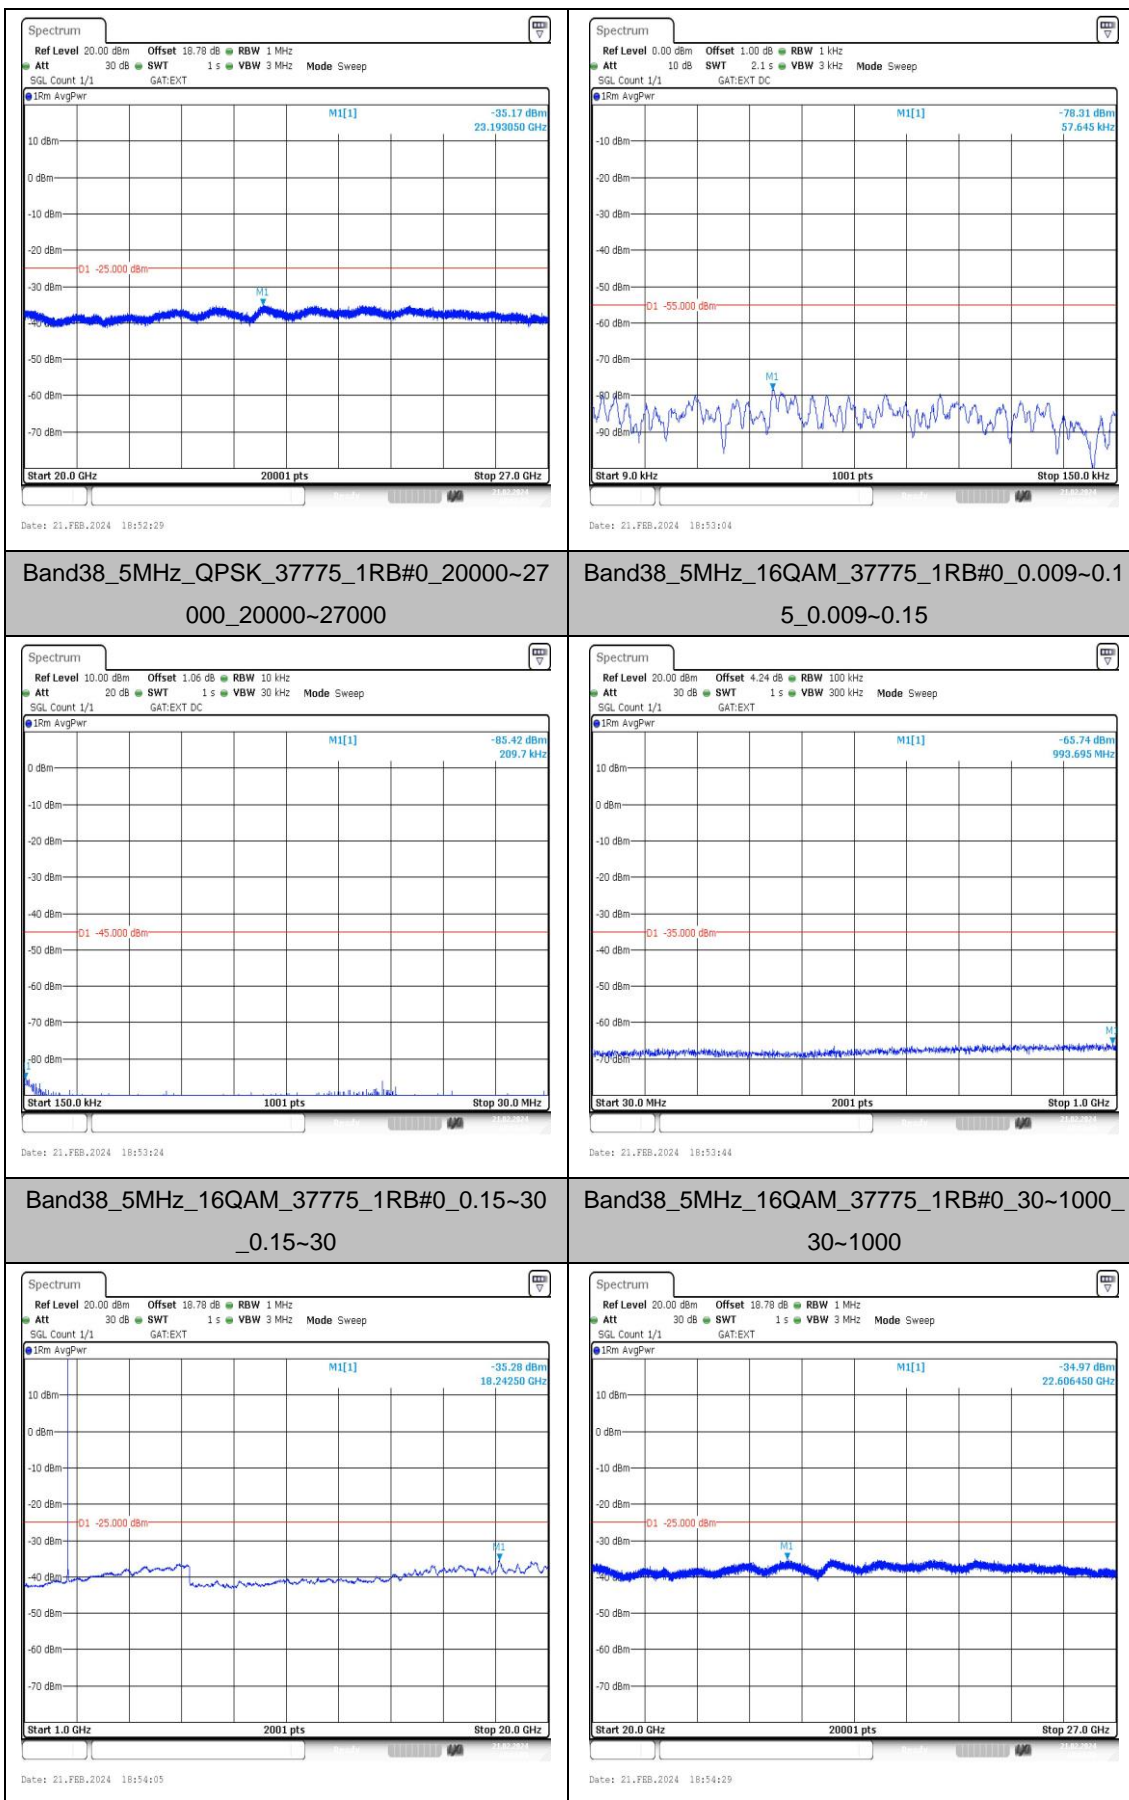 Spectrum
Ref Level 20.00 dBm Offset 18.78 dB RBW 1 MHz
Att 30 dB SWT 1 s VBW 3 MHz Mode Sweep
SGL Count 1/1 GAT:EXT
1Rm AvgPwr
M1[1] -35.17 dBm
23.193050 GHz
10 dBm
0 dBm
-10 dBm
-20 dBm
D1 -25.000 dBm
-30 dBm
M1
-40 dBm
-50 dBm
-60 dBm
-70 dBm
Start 20.0 GHz 20001 pts Stop 27.0 GHz
Date: 21.FEB.2024 18:52:29
Spectrum
Ref Level 0.00 dBm Offset 1.00 dB RBW 1 kHz
Att 10 dB SWT 2.1 s VBW 3 kHz Mode Sweep
SGL Count 1/1 GAT:EXT DC
1Rm AvgPwr
M1[1] -78.31 dBm
57.645 kHz
-10 dBm
-20 dBm
-30 dBm
-40 dBm
-50 dBm
D1 -55.000 dBm
-60 dBm
-70 dBm
M1
-80 dBm
-90 dBm
Start 9.0 kHz 1001 pts Stop 150.0 kHz
Date: 21.FEB.2024 18:53:04
Band38_5MHz_QPSK_37775_1RB#0_20000~27
000_20000~27000
Band38_5MHz_16QAM_37775_1RB#0_0.009~0.1
5_0.009~0.15
Spectrum
Ref Level 10.00 dBm Offset 1.06 dB RBW 10 kHz
Att 20 dB SWT 1 s VBW 30 kHz Mode Sweep
SGL Count 1/1 GAT:EXT DC
1Rm AvgPwr
M1[1] -85.42 dBm
209.7 kHz
0 dBm
-10 dBm
-20 dBm
-30 dBm
-40 dBm
D1 -45.000 dBm
-50 dBm
-60 dBm
-70 dBm
-80 dBm
Start 150.0 kHz 1001 pts Stop 30.0 MHz
Date: 21.FEB.2024 18:53:24
Spectrum
Ref Level 20.00 dBm Offset 4.24 dB RBW 100 kHz
Att 30 dB SWT 1 s VBW 300 kHz Mode Sweep
SGL Count 1/1 GAT:EXT
1Rm AvgPwr
M1[1] -65.74 dBm
993.695 MHz
10 dBm
0 dBm
-10 dBm
-20 dBm
-30 dBm
D1 -35.000 dBm
-40 dBm
-50 dBm
-60 dBm
M1
-70 dBm
Start 30.0 MHz 2001 pts Stop 1.0 GHz
Date: 21.FEB.2024 18:53:44
Band38_5MHz_16QAM_37775_1RB#0_0.15~30
_0.15~30
Band38_5MHz_16QAM_37775_1RB#0_30~1000_
30~1000
Spectrum
Ref Level 20.00 dBm Offset 18.78 dB RBW 1 MHz
Att 30 dB SWT 1 s VBW 3 MHz Mode Sweep
SGL Count 1/1 GAT:EXT
1Rm AvgPwr
M1[1] -35.28 dBm
18.24250 GHz
10 dBm
0 dBm
-10 dBm
-20 dBm
D1 -25.000 dBm
-30 dBm
M1
-40 dBm
-50 dBm
-60 dBm
-70 dBm
Start 1.0 GHz 2001 pts Stop 20.0 GHz
Date: 21.FEB.2024 18:54:05
Spectrum
Ref Level 20.00 dBm Offset 18.78 dB RBW 1 MHz
Att 30 dB SWT 1 s VBW 3 MHz Mode Sweep
SGL Count 1/1 GAT:EXT
1Rm AvgPwr
M1[1] -34.97 dBm
22.606450 GHz
10 dBm
0 dBm
-10 dBm
-20 dBm
D1 -25.000 dBm
-30 dBm
M1
-40 dBm
-50 dBm
-60 dBm
-70 dBm
Start 20.0 GHz 20001 pts Stop 27.0 GHz
Date: 21.FEB.2024 18:54:29